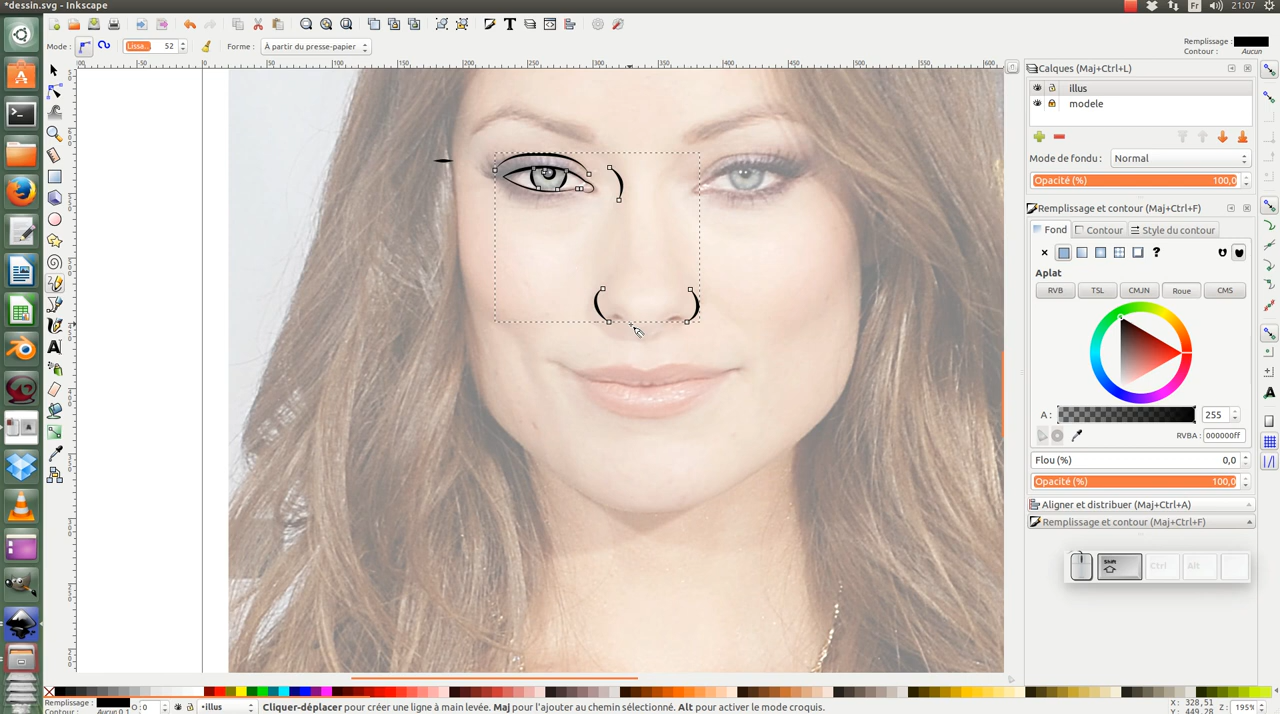 *dessin.svg - Inkscape
Fr
21:07
Mode :
Lissa..
52
Forme :
À partir du presse-papier
Remplissage :
Contour :
Aucun
Calques (Maj+Ctrl+L)
illus
modele
Mode de fondu :
Normal
Opacité (%)
100,0
Remplissage et contour (Maj+Ctrl+F)
Fond
Contour
Style du contour
Aplat
RVB
TSL
CMJN
Roue
CMS
A :
255
RVBA :
000000ff
Flou (%)
0,0
Opacité (%)
100,0
Aligner et distribuer (Maj+Ctrl+A)
Remplissage et contour (Maj+Ctrl+F)
Shift
Ctrl
Alt
Remplissage :
Contour :
Aucun 0,1
O:
0
•illus
Cliquer-déplacer pour créer une ligne à main levée. Maj pour l'ajouter au chemin sélectionné. Alt pour activer le mode croquis.
X: 328,51
Y: 449,28
Z:
195%